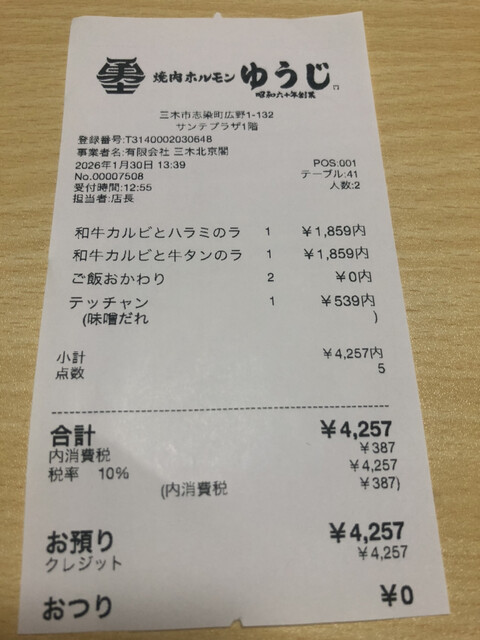 勇士
焼肉ホルモン ゆうじ
昭和六十年創業
三木市志染町広野1-132
サンテプラザ1階
登録番号:T3140002030648
事業者名:有限会社 三木北京閣
2026年1月30日 13:39 POS:001
No.00007508 テーブル:41
受付時間:12:55 人数:2
担当者:店長
和牛カルビとハラミのラ 1 ¥1,859内
和牛カルビと牛タンのラ 1 ¥1,859内
ご飯おかわり 2 ¥0内
テッチャン 1 ¥539内
(味噌だれ )
小計 ¥4,257内
点数 5
合計 ¥4,257
内消費税 ¥387
税率 10% ¥4,257
(内消費税 ¥387)
お預り ¥4,257
クレジット ¥4,257
おつり ¥0